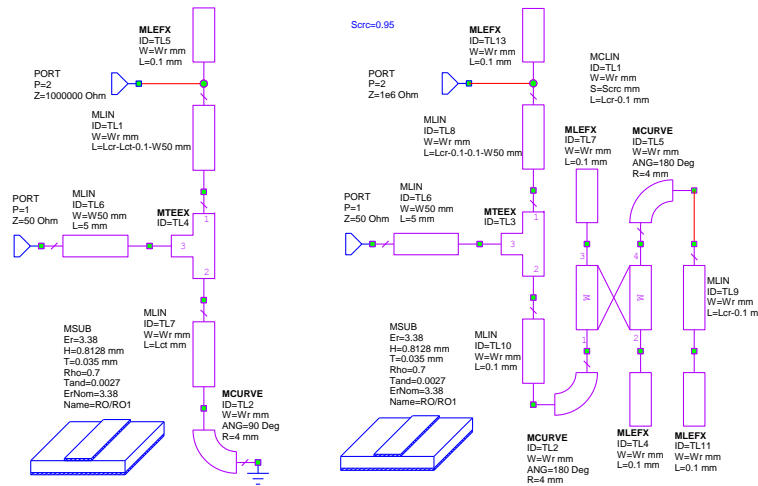 MLEFX
ID=TL5
W=Wr mm
L=0.1 mm
PORT
P=2
Z=1000000 Ohm
MLIN
ID=TL1
W=Wr mm
L=Lcr-Lct-0.1-W50 mm
PORT
P=1
Z=50 Ohm
MLIN
ID=TL6
W=W50 mm
L=5 mm
MTEEX
ID=TL4
1
3
2
MLIN
ID=TL7
W=Wr mm
L=Lct mm
MSUB
Er=3.38
H=0.8128 mm
T=0.035 mm
Rho=0.7
Tand=0.0027
ErNom=3.38
Name=RO/RO1
MCURVE
ID=TL2
W=Wr mm
ANG=90 Deg
R=4 mm
Scrc=0.95
MLEFX
ID=TL13
W=Wr mm
L=0.1 mm
PORT
P=2
Z=1e6 Ohm
MLIN
ID=TL8
W=Wr mm
L=Lcr-0.1-0.1-W50 mm
MCLIN
ID=TL1
W=Wr mm
S=Scrc mm
L=Lcr-0.1 mm
MLEFX
ID=TL7
W=Wr mm
L=0.1 mm
MCURVE
ID=TL5
W=Wr mm
ANG=180 Deg
R=4 mm
PORT
P=1
Z=50 Ohm
MLIN
ID=TL6
W=W50 mm
L=5 mm
MTEEX
ID=TL3
1
3
2
3
4
W
W
1
2
MLIN
ID=TL9
W=Wr mm
L=Lcr-0.1 m
MSUB
Er=3.38
H=0.8128 mm
T=0.035 mm
Rho=0.7
Tand=0.0027
ErNom=3.38
Name=RO/RO1
MLIN
ID=TL10
W=Wr mm
L=0.1 mm
MCURVE
ID=TL2
W=Wr mm
ANG=180 Deg
R=4 mm
MLEFX
ID=TL4
W=Wr mm
L=0.1 mm
MLEFX
ID=TL11
W=Wr mm
L=0.1 mm